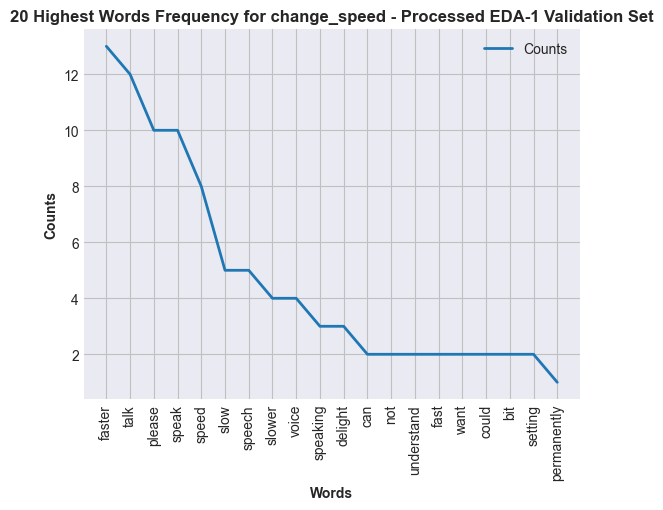 20 Highest Words Frequency for change_speed - Processed EDA-1 Validation Set
Counts
12
10
8
6
4
2
Counts
faster
talk
please
speak
speed
slow
speech
slower
voice
speaking
delight
can
not
understand
fast
want
could
bit
setting
permanently
Words